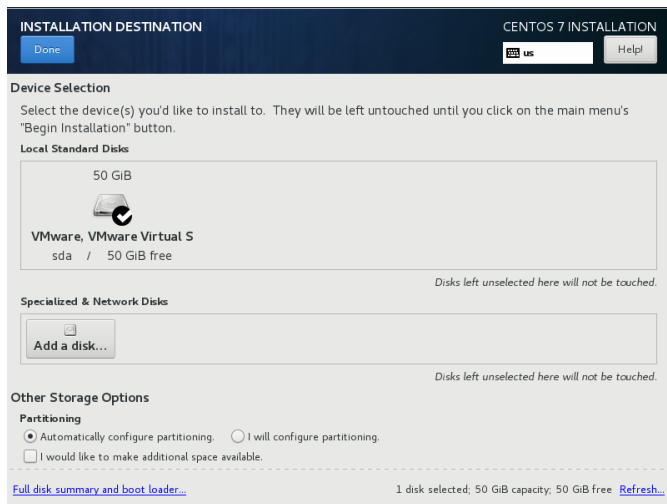 INSTALLATION DESTINATION
CENTOS 7 INSTALLATION
Done
us
Help!
Device Selection
Select the device(s) you'd like to install to. They will be left untouched until you click on the main menu's
"Begin Installation" button.
Local Standard Disks
50 GiB
VMware, VMware Virtual S
sda / 50 GiB free
Disks left unselected here will not be touched.
Specialized & Network Disks
Add a disk...
Disks left unselected here will not be touched.
Other Storage Options
Partitioning
Automatically configure partitioning. I will configure partitioning.
I would like to make additional space available.
Full disk summary and boot loader... 1 disk selected; 50 GiB capacity; 50 GiB free Refresh...